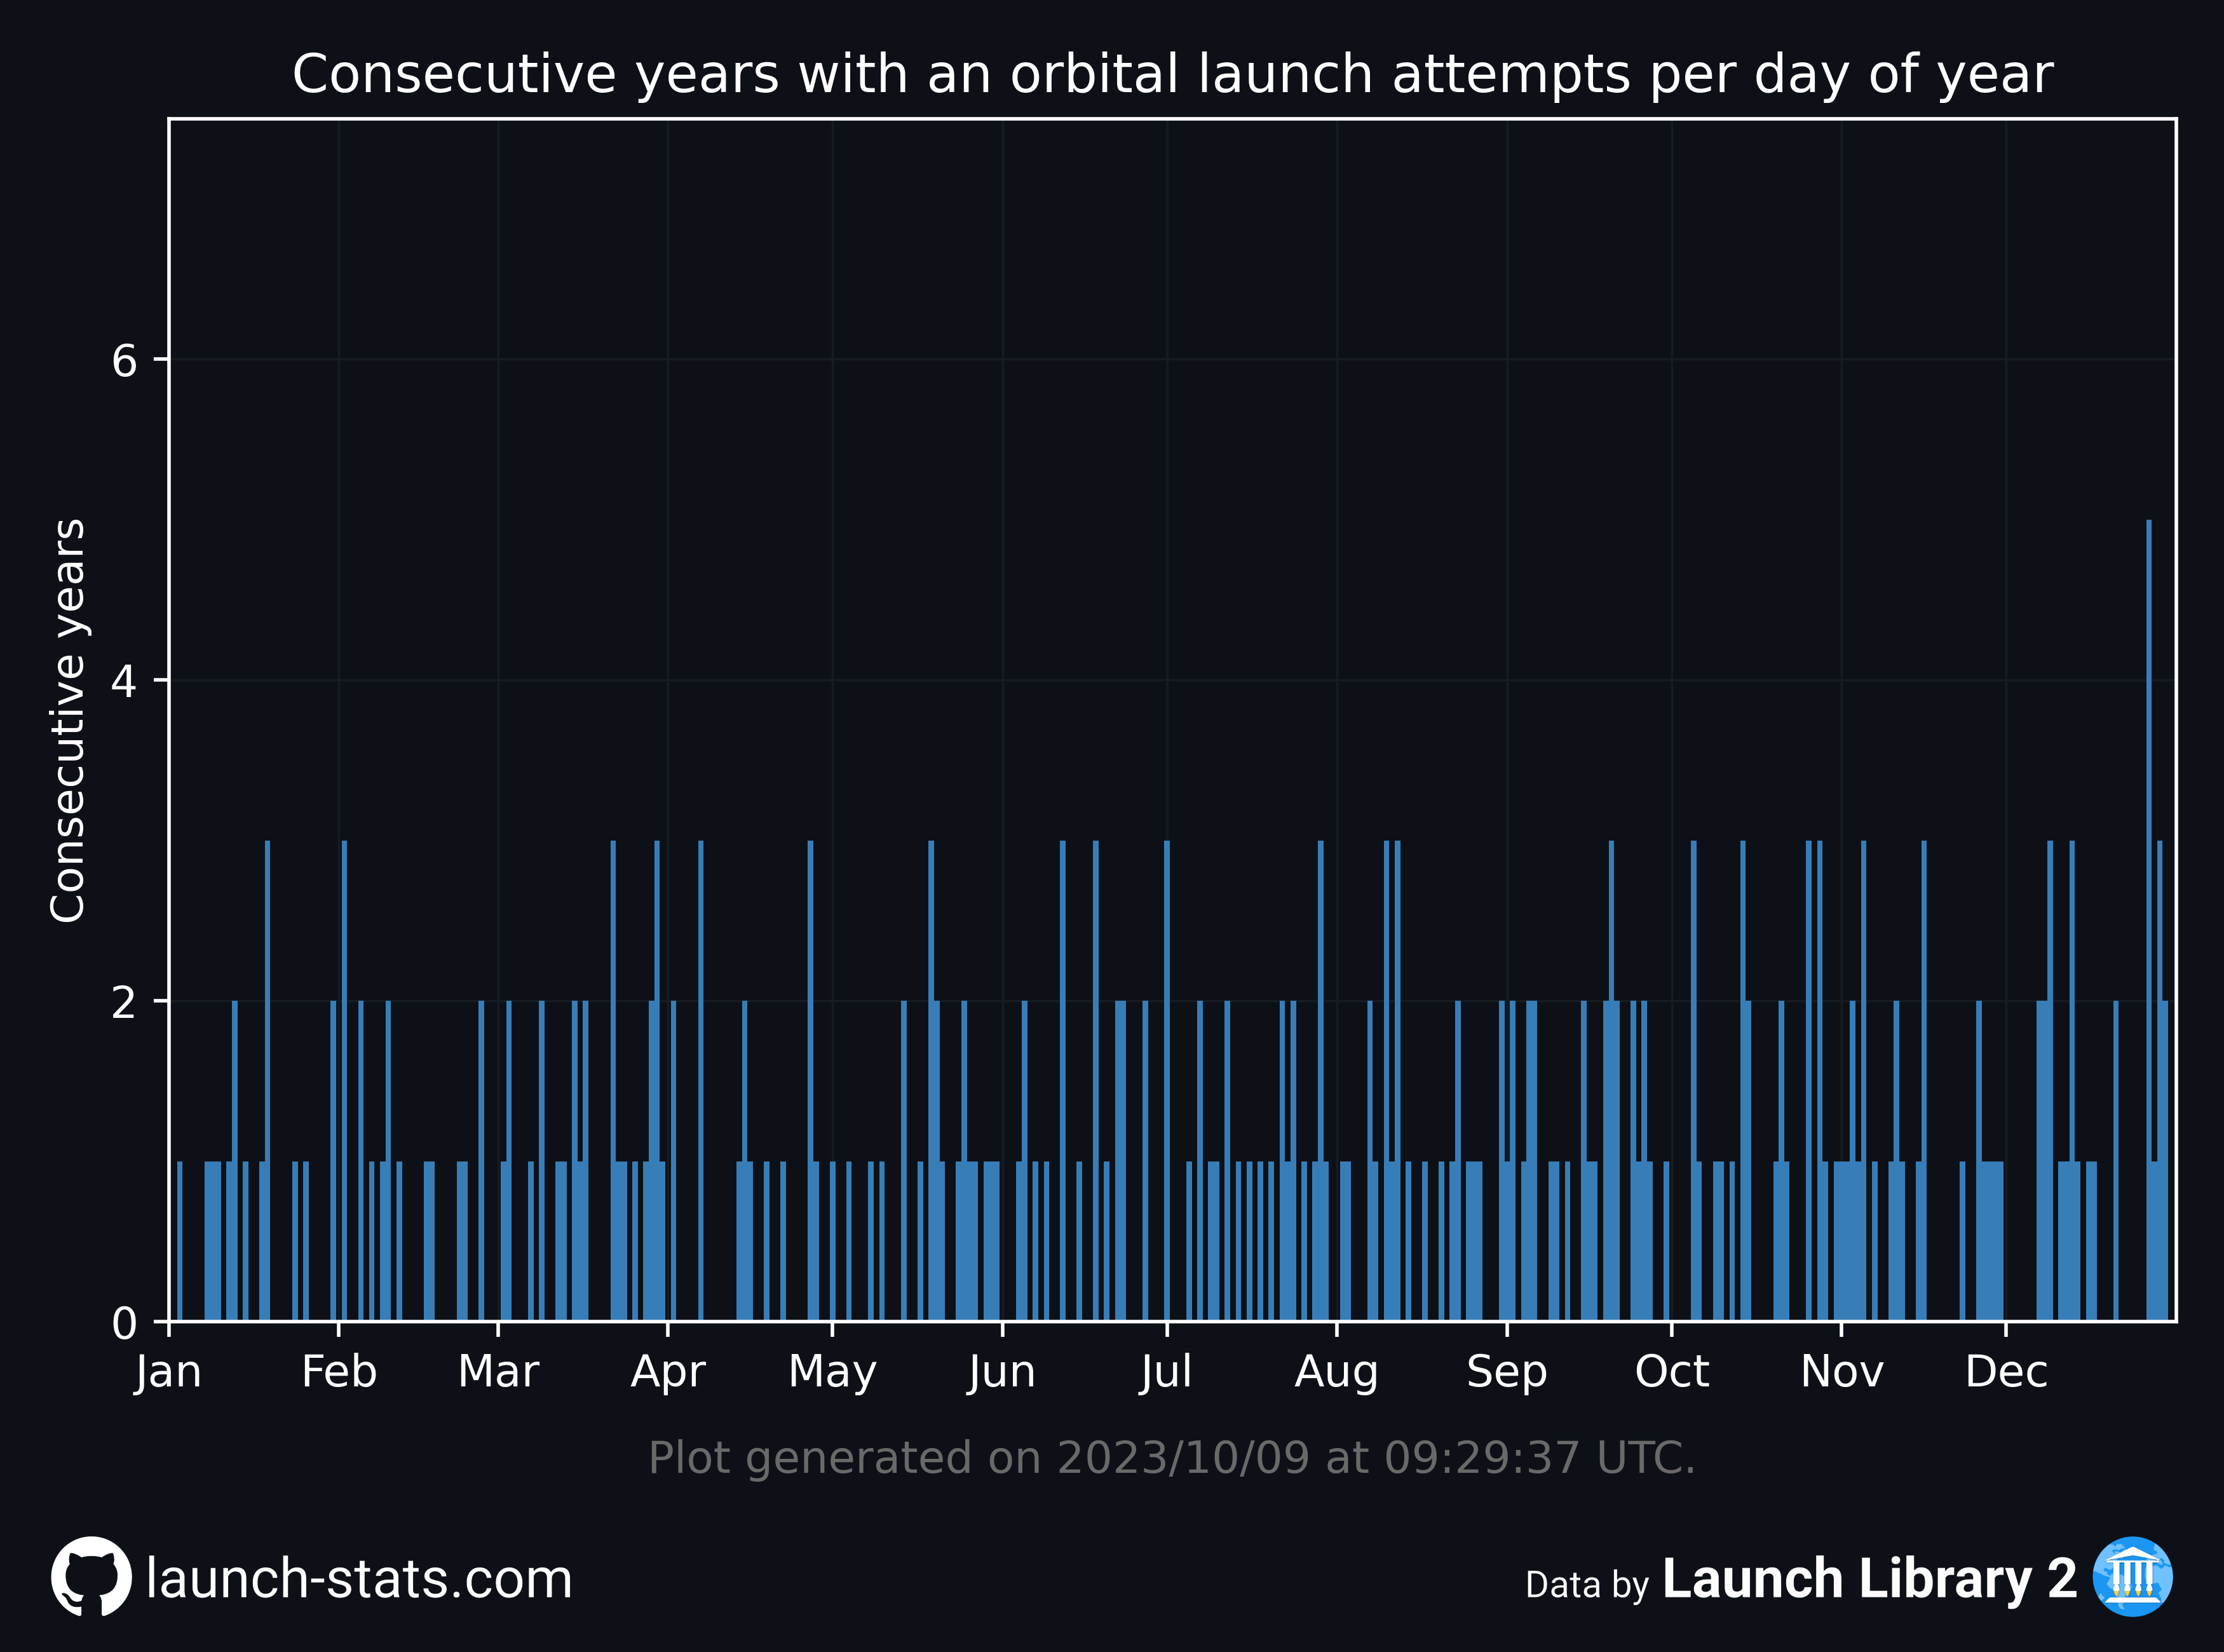 Consecutive years with an orbital launch attempts per day of year
Consecutive years
6
4
2
0
Jan Feb Mar Apr May Jun Jul Aug Sep Oct Nov Dec
Plot generated on 2023/10/09 at 09:29:37 UTC.
launch-stats.com
Data by Launch Library 2